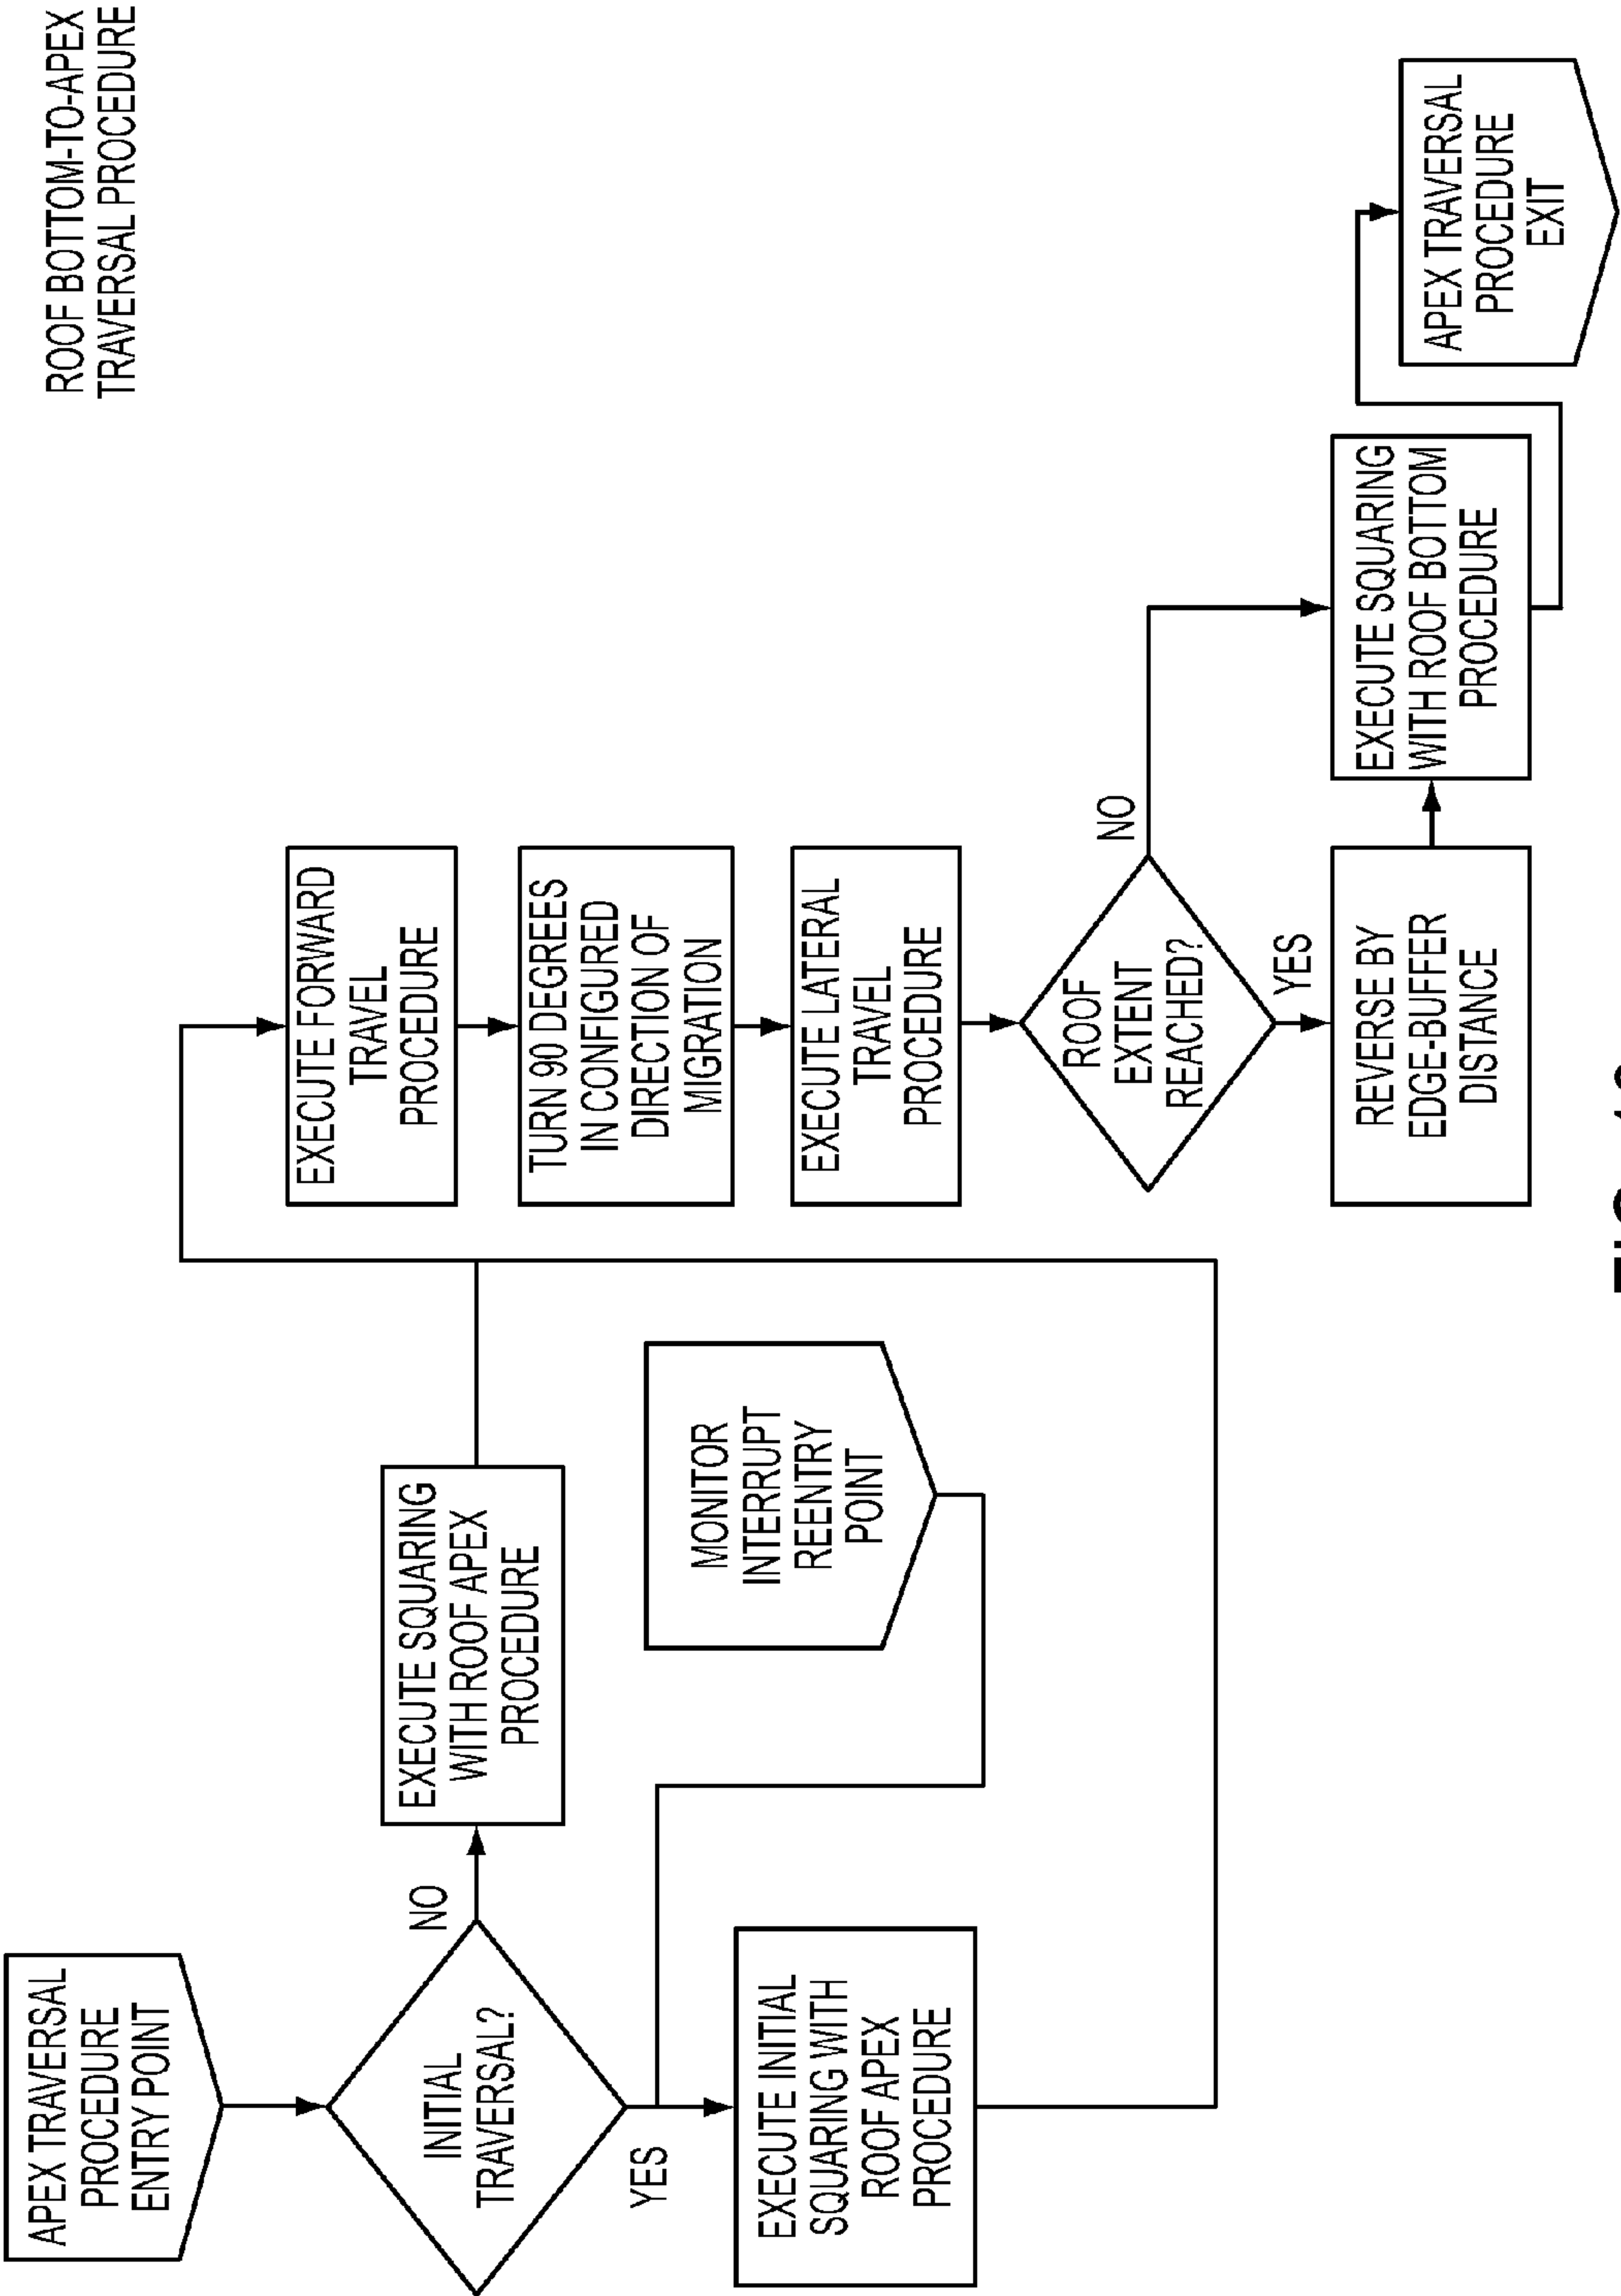 ROOF BOTTOM-TO-APEX
TRAVERSAL PROCEDURE
APEX TRAVERSAL
PROCEDURE
ENTRY POINT
INITIAL
TRAVERSAL?
NO
YES
EXECUTE SQUARING
WITH ROOF APEX
PROCEDURE
MONITOR
INTERRUPT
REENTRY
POINT
EXECUTE INITIAL
SQUARING WITH
ROOF APEX
PROCEDURE
EXECUTE FORWARD
TRAVEL
PROCEDURE
TURN 90 DEGREES
IN CONFIGURED
DIRECTION OF
MIGRATION
EXECUTE LATERAL
TRAVEL
PROCEDURE
ROOF
EXTENT
REACHED?
NO
YES
REVERSE BY
EDGE-BUFFER
DISTANCE
EXECUTE SQUARING
WITH ROOF BOTTOM
PROCEDURE
APEX TRAVERSAL
PROCEDURE
EXIT